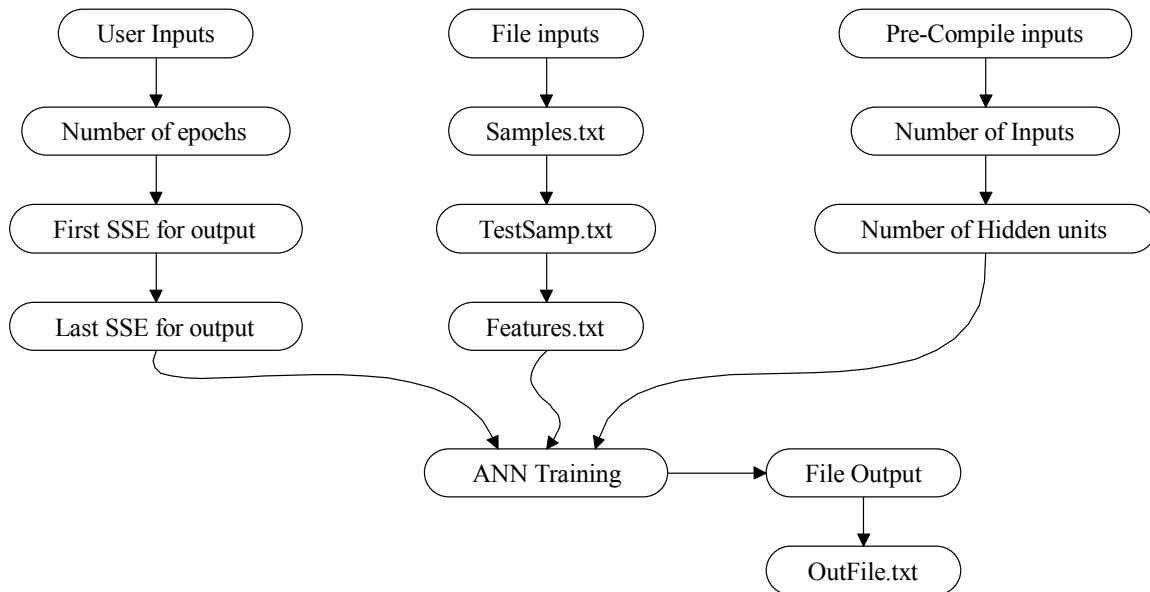 User Inputs
File inputs
Pre-Compile inputs
Number of epochs
Samples.txt
Number of Inputs
First SSE for output
TestSamp.txt
Number of Hidden units
Last SSE for output
Features.txt
ANN Training
File Output
OutFile.txt